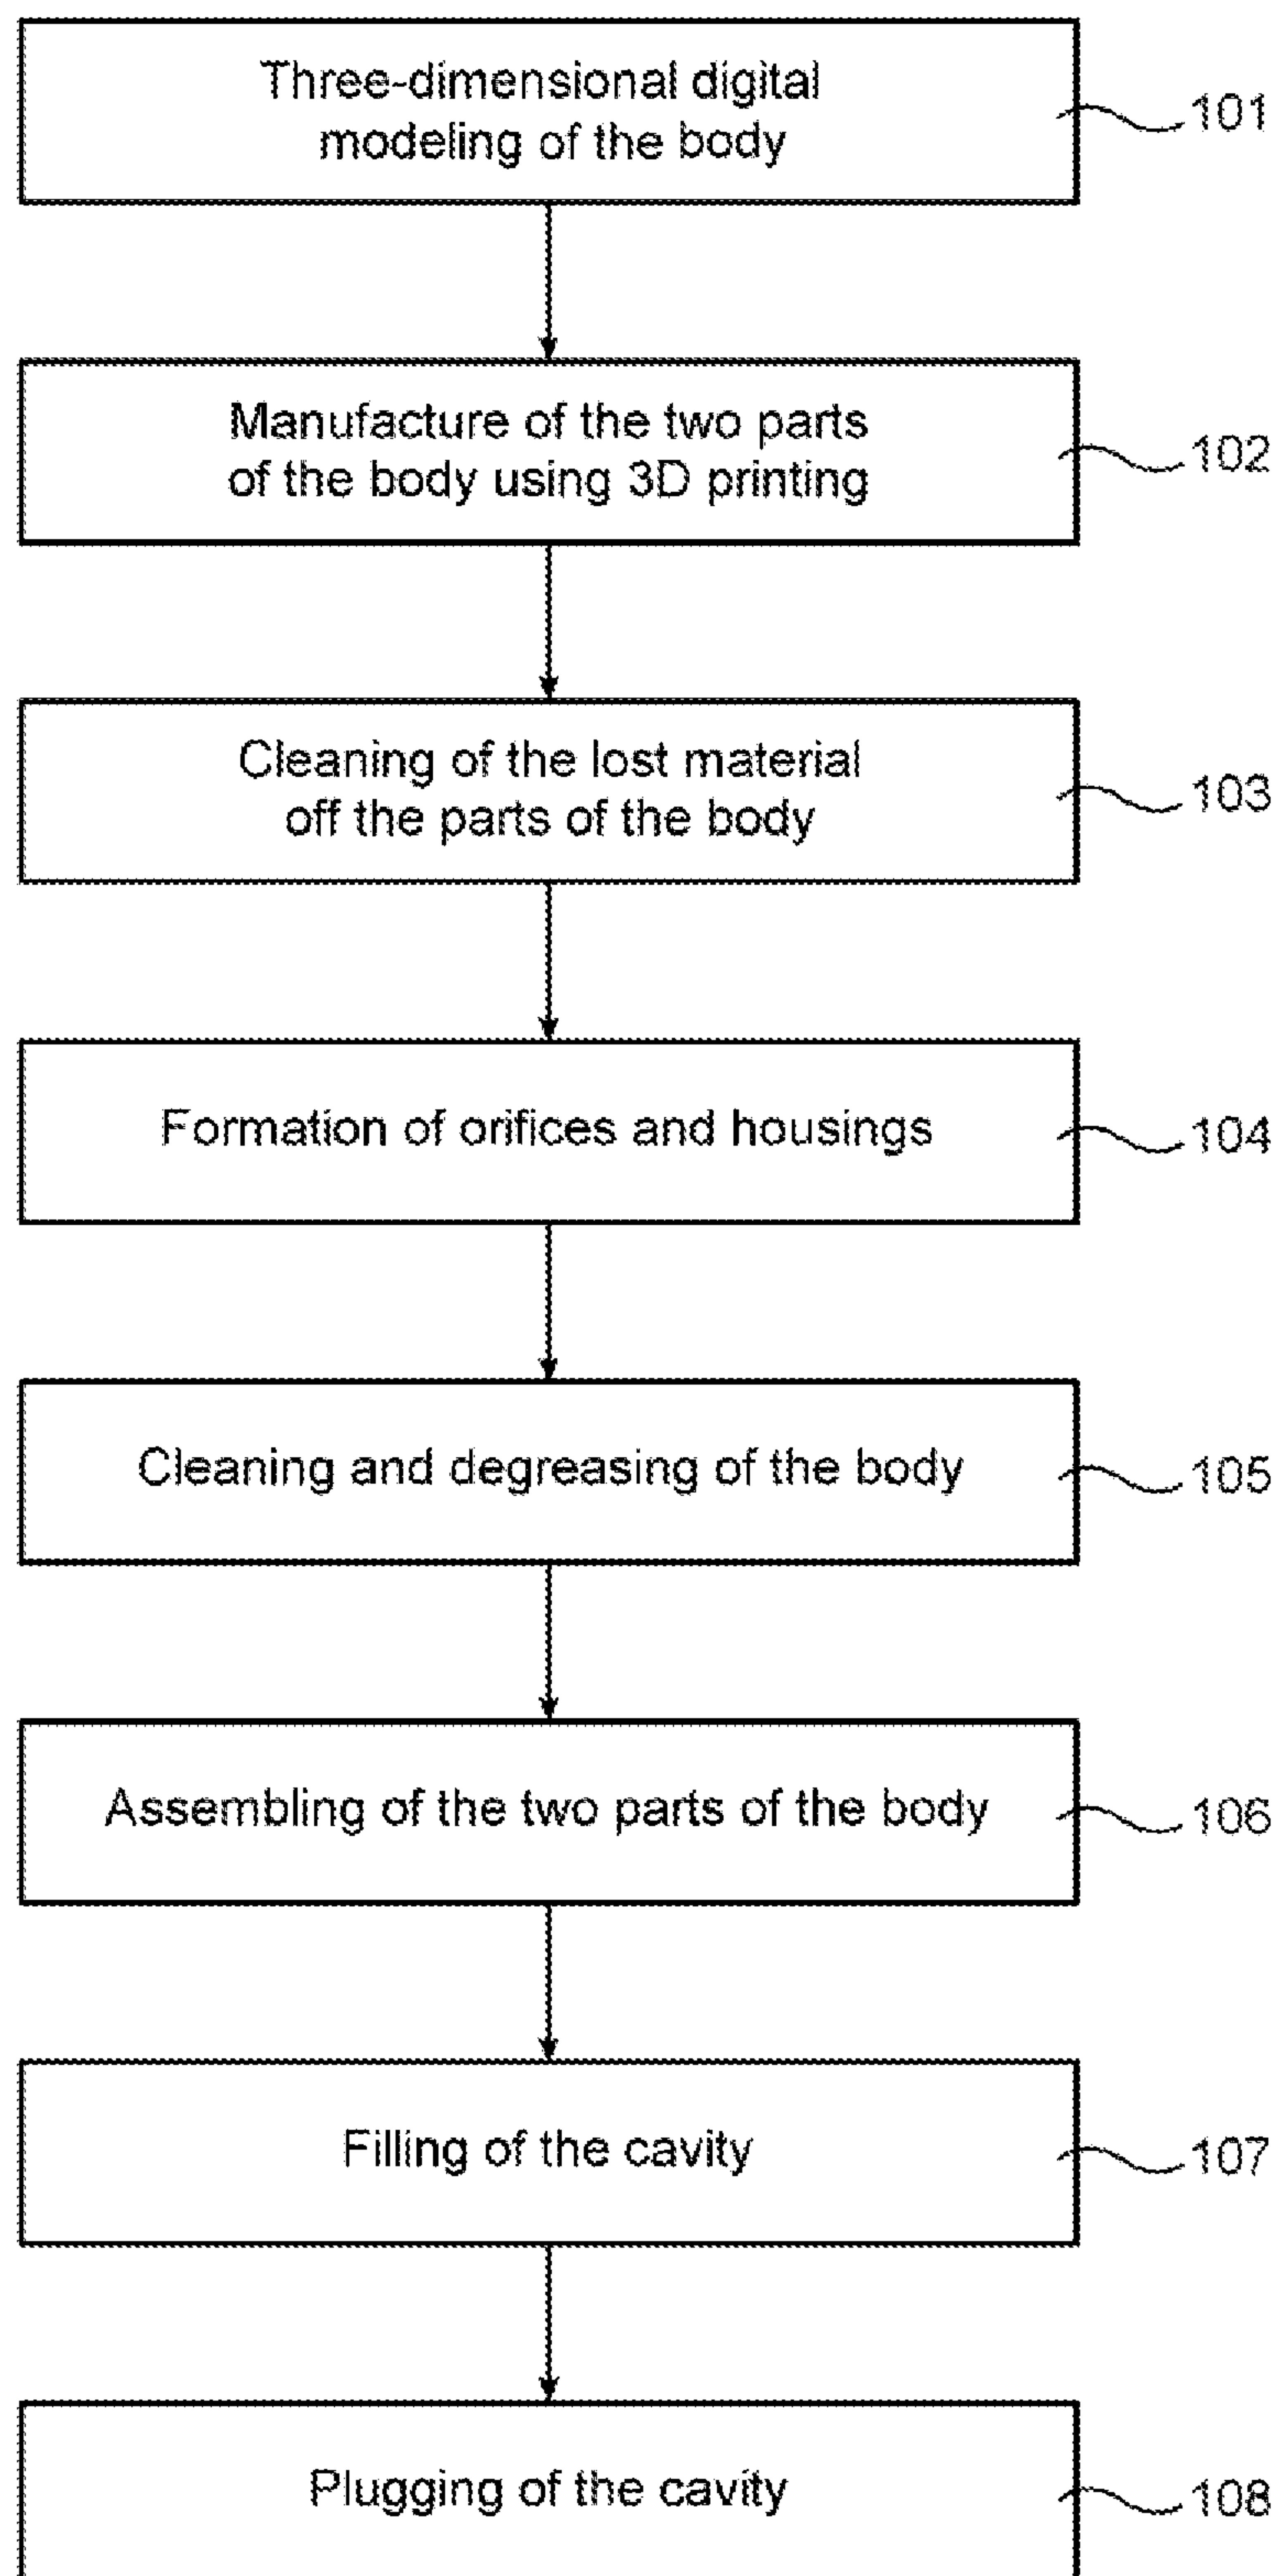 Three-dimensional digital
modeling of the body
101
Manufacture of the two parts
of the body using 3D printing
102
Cleaning of the lost material
off the parts of the body
103
Formation of orifices and housings
104
Cleaning and degreasing of the body
105
Assembling of the two parts of the body
106
Filling of the cavity
107
Plugging of the cavity
108